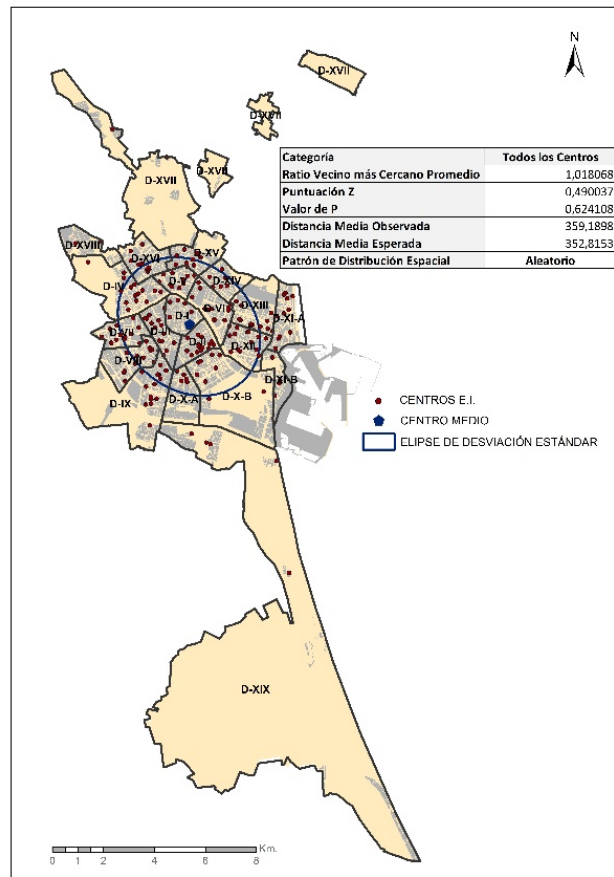 N
D-XVII
D-XVII
D-XVII
D-XVII
Categoría Todos los Centros
Ratio Vecino más Cercano Promedio 1,018068
Puntuación Z 0,490037
Valor de P 0,624108
Distancia Media Observada 359,1898
Distancia Media Esperada 352,8153
Patrón de Distribución Espacial Aleatorio
D-XVIII
D-XVI
D-XV
D-IV
D-V
D-XIV
D-VI
D-XIII
D-I
D-XI-A
D-VII
D-III
D-II
D-XII
D-VIII
D-XI-B
D-IX
D-X-A
D-X-B
CENTROS E.I.
CENTRO MEDIO
ELIPSE DE DESVIACIÓN ESTÁNDAR
D-XIX
Km.
0 1 2 4 6 8